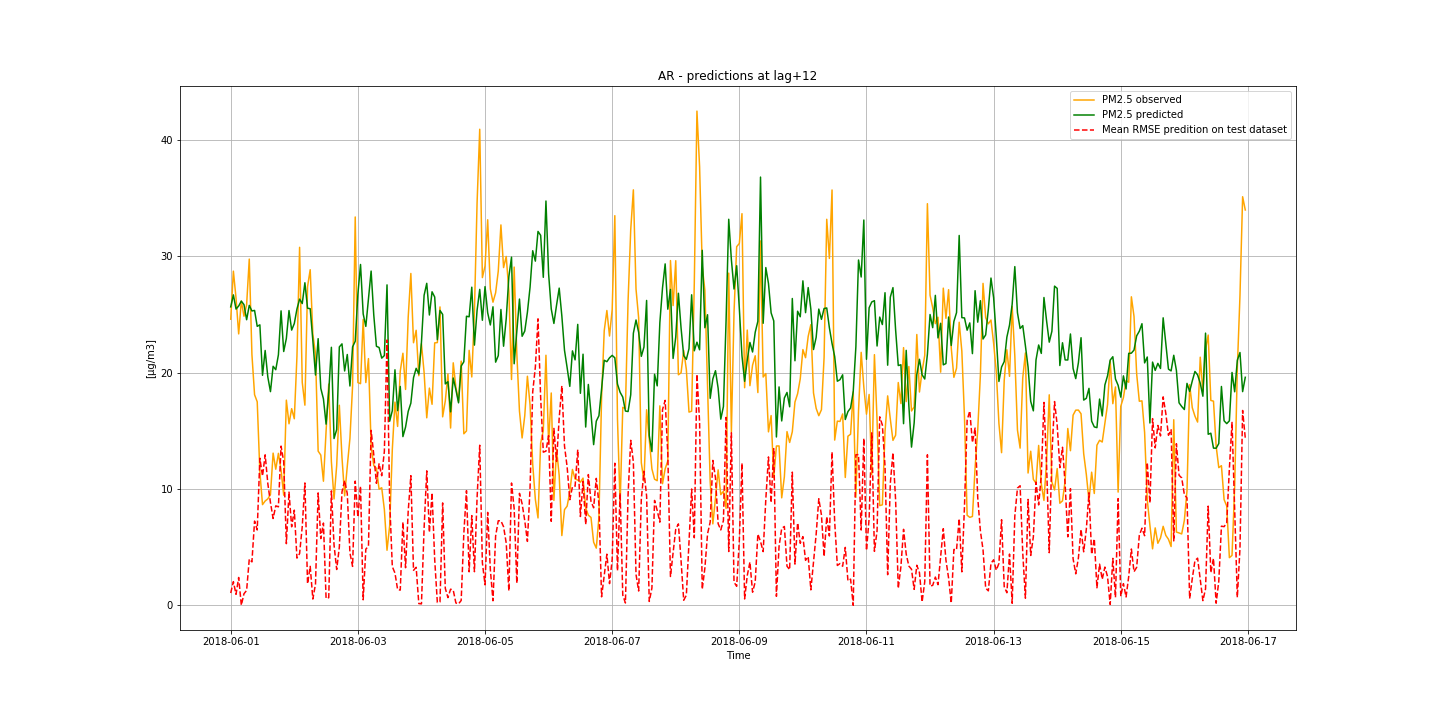 AR - predictions at lag+12
PM2.5 observed
PM2.5 predicted
Mean RMSE predition on test dataset
40
30
20
10
0
[µg/m3]
2018-06-01 2018-06-03 2018-06-05 2018-06-07 2018-06-09 2018-06-11 2018-06-13 2018-06-15 2018-06-17
Time